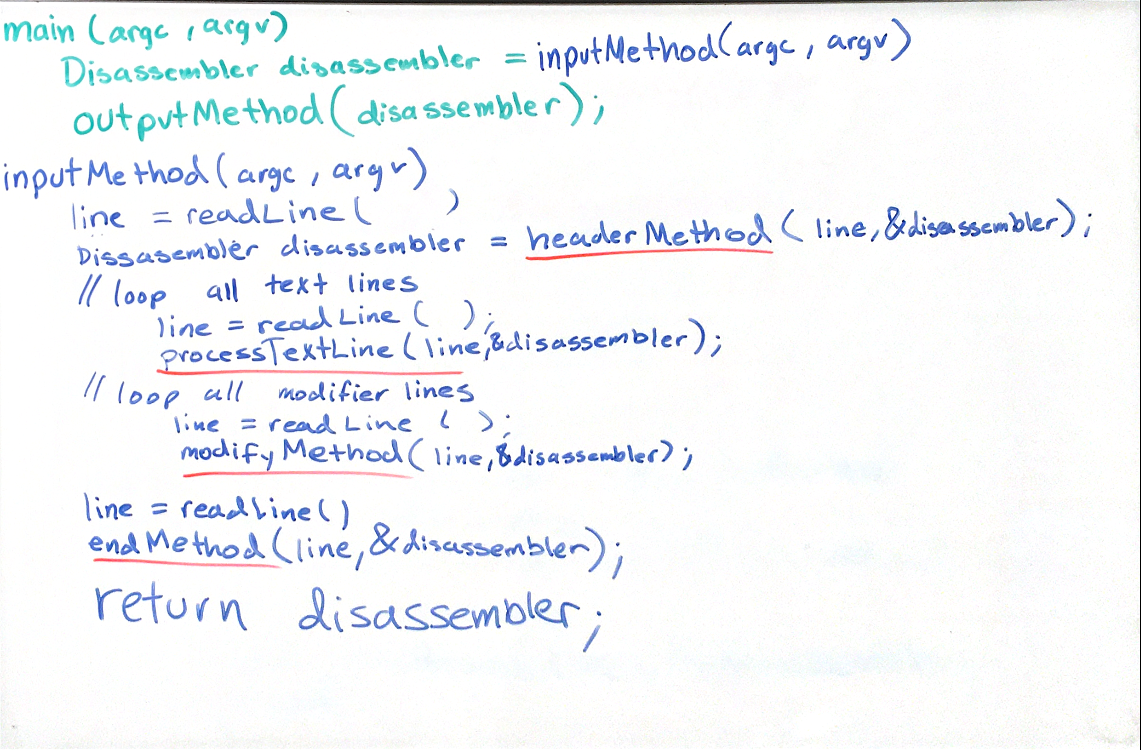 main (argc, argv)
Disassembler disassembler = inputMethod(argc, argv)
outputMethod(disassembler);
inputMethod(argc, argv)
line = readLine( )
Dissasembler disassembler = headerMethod( line, &disassembler);
// loop all text lines
line = readLine ( );
processTextLine (line, &disassembler);
// loop all modifier lines
line = readLine ( );
modifyMethod( line, &disassembler);
line = readLine()
endMethod(line, &disassembler);
return disassembler;